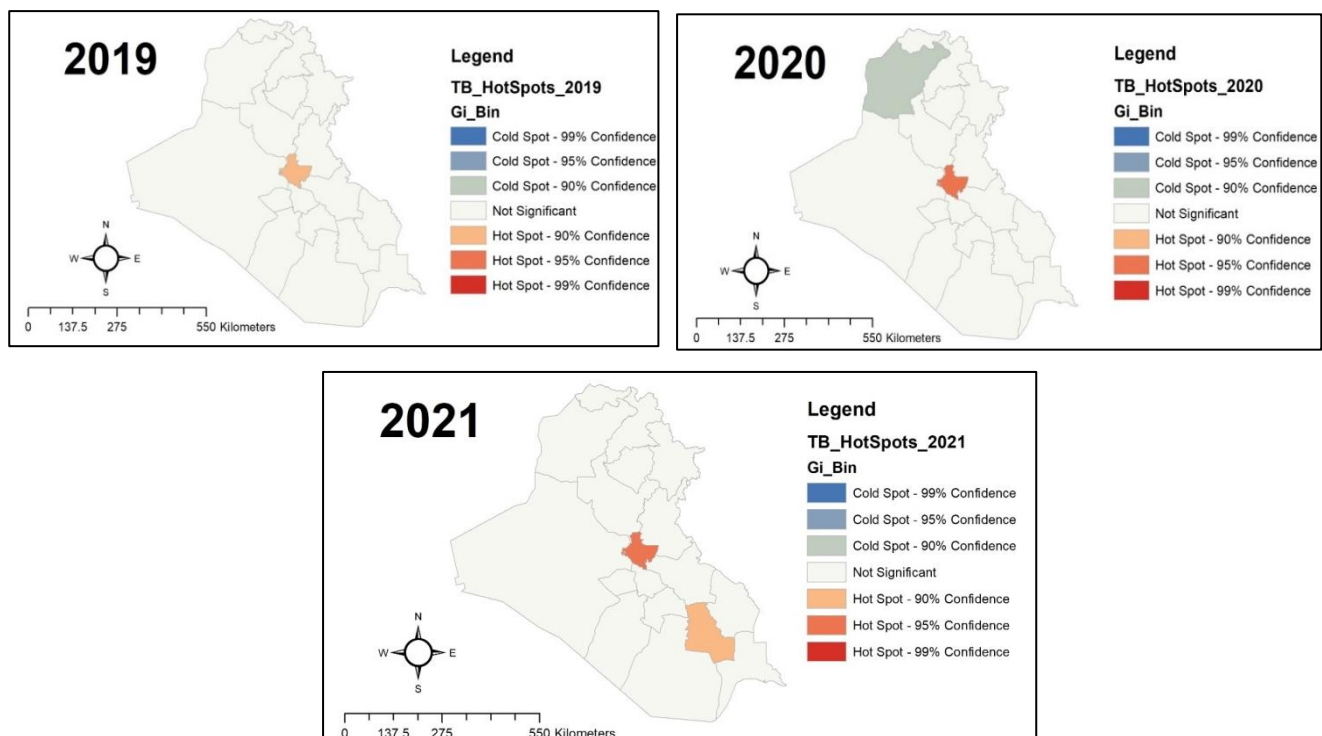 2019
Legend
TB_HotSpots_2019
Gi_Bin
Cold Spot - 99% Confidence
Cold Spot - 95% Confidence
Cold Spot - 90% Confidence
Not Significant
Hot Spot - 90% Confidence
Hot Spot - 95% Confidence
Hot Spot - 99% Confidence
N
W E
S
0 137.5 275 550 Kilometers
2020
Legend
TB_HotSpots_2020
Gi_Bin
Cold Spot - 99% Confidence
Cold Spot - 95% Confidence
Cold Spot - 90% Confidence
Not Significant
Hot Spot - 90% Confidence
Hot Spot - 95% Confidence
Hot Spot - 99% Confidence
N
W E
S
0 137.5 275 550 Kilometers
2021
Legend
TB_HotSpots_2021
Gi_Bin
Cold Spot - 99% Confidence
Cold Spot - 95% Confidence
Cold Spot - 90% Confidence
Not Significant
Hot Spot - 90% Confidence
Hot Spot - 95% Confidence
Hot Spot - 99% Confidence
N
W E
S
0 137.5 275 550 Kilometers